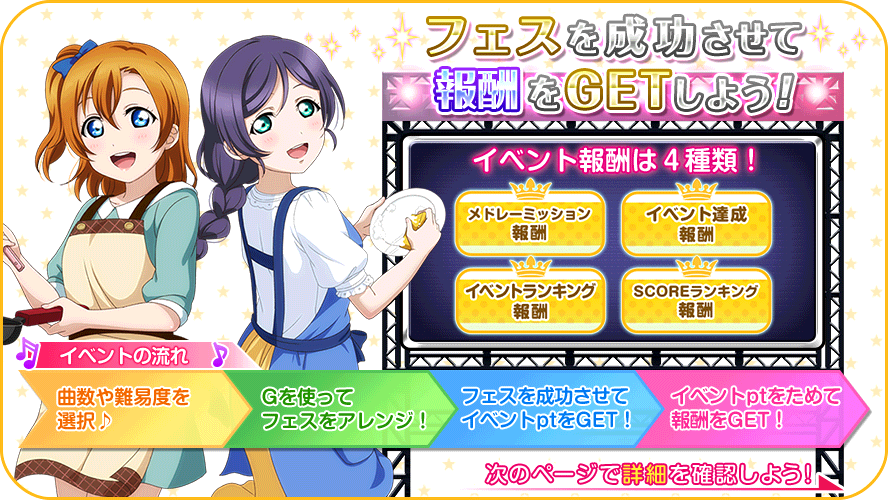 フェスを成功させて
報酬をGETしよう!
イベント報酬は4種類!
メドレーミッション
報酬
イベント達成
報酬
イベントランキング
報酬
SCOREランキング
報酬
イベントの流れ
曲数や難易度を
選択♪
Gを使って
フェスをアレンジ!
フェスを成功させて
イベントptをGET!
イベントptをためて
報酬をGET!
次のページで詳細を確認しよう!